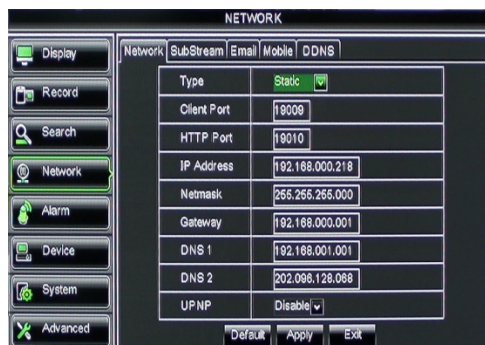 NETWORK
Display
Record
Search
Network
Alarm
Device
System
Advanced
Network SubStream Email Mobile DDNS
Type Static
Client Port 19009
HTTP Port 19010
IP Address 192.168.000.218
Netmask 255.255.255.000
Gateway 192.168.000.001
DNS 1 192.168.001.001
DNS 2 202.096.128.068
UPNP Disable
Default Apply Exit